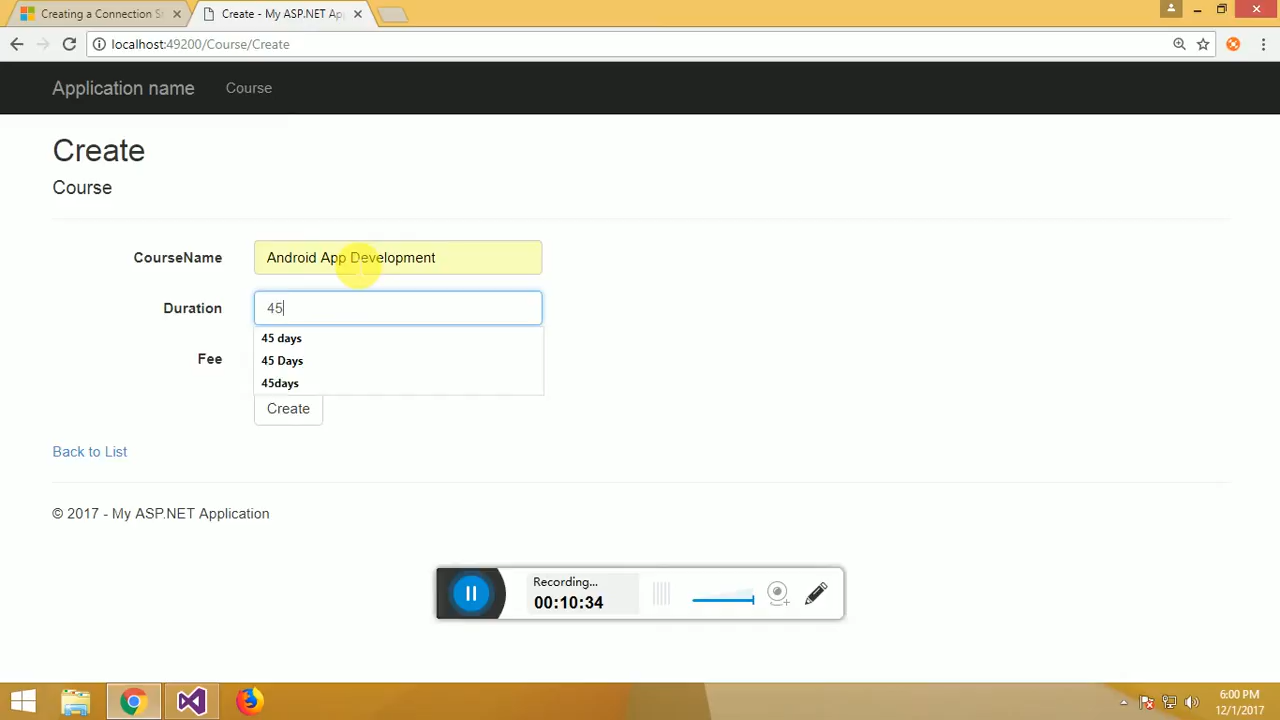 Creating a Connection S
Create - My ASP.NET Ap
localhost:49200/Course/Create
Application name
Course
Create
Course
CourseName
Android App Development
Duration
45
45 days
45 Days
45days
Fee
Create
Back to List
© 2017 - My ASP.NET Application
Recording...
00:10:34
6:00 PM
12/1/2017